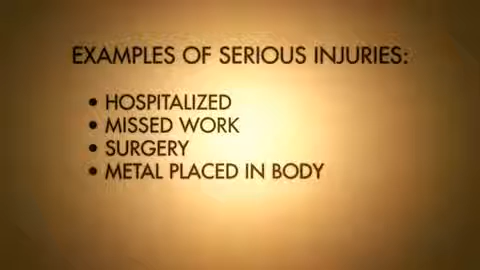 EXAMPLES OF SERIOUS INJURIES:
• HOSPITALIZED
• MISSED WORK
• SURGERY
• METAL PLACED IN BODY